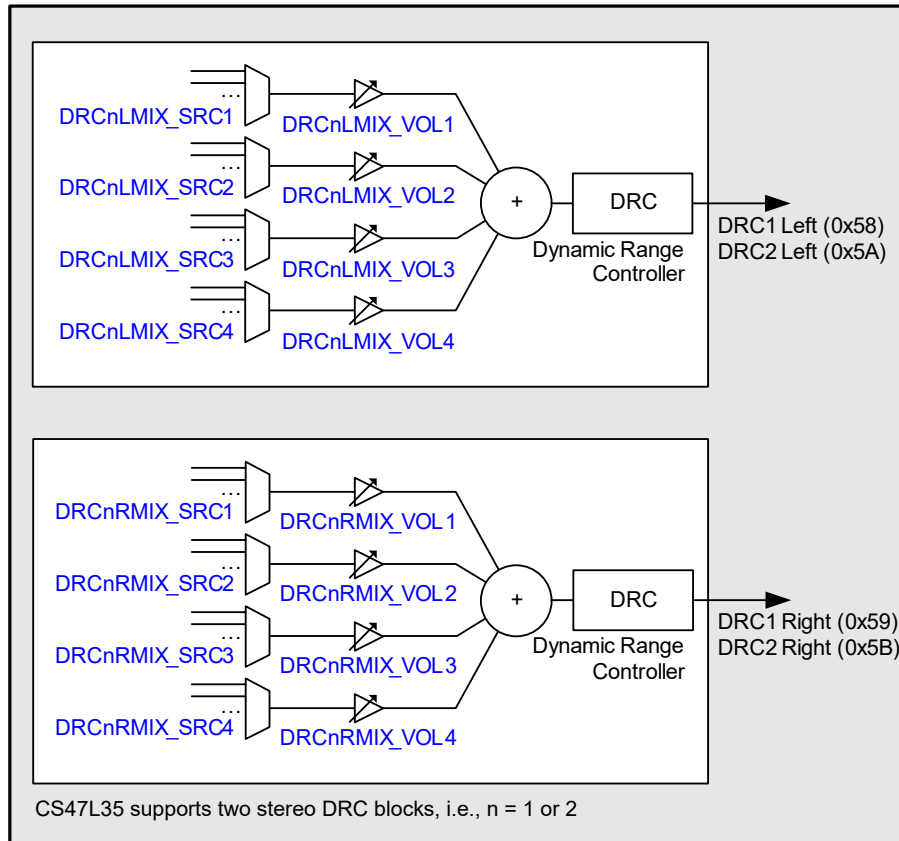 DRCnLMIX_SRC1
...
DRCnLMIX_VOL1
DRCnLMIX_SRC2
...
DRCnLMIX_VOL2
DRCnLMIX_SRC3
...
DRCnLMIX_VOL3
DRCnLMIX_SRC4
...
DRCnLMIX_VOL4
+
DRC
Dynamic Range
Controller
DRC1 Left (0x58)
DRC2 Left (0x5A)
DRCnRMIX_SRC1
...
DRCnRMIX_VOL1
DRCnRMIX_SRC2
...
DRCnRMIX_VOL2
DRCnRMIX_SRC3
...
DRCnRMIX_VOL3
DRCnRMIX_SRC4
...
DRCnRMIX_VOL4
+
DRC
Dynamic Range
Controller
DRC1 Right (0x59)
DRC2 Right (0x5B)
CS47L35 supports two stereo DRC blocks, i.e., n = 1 or 2